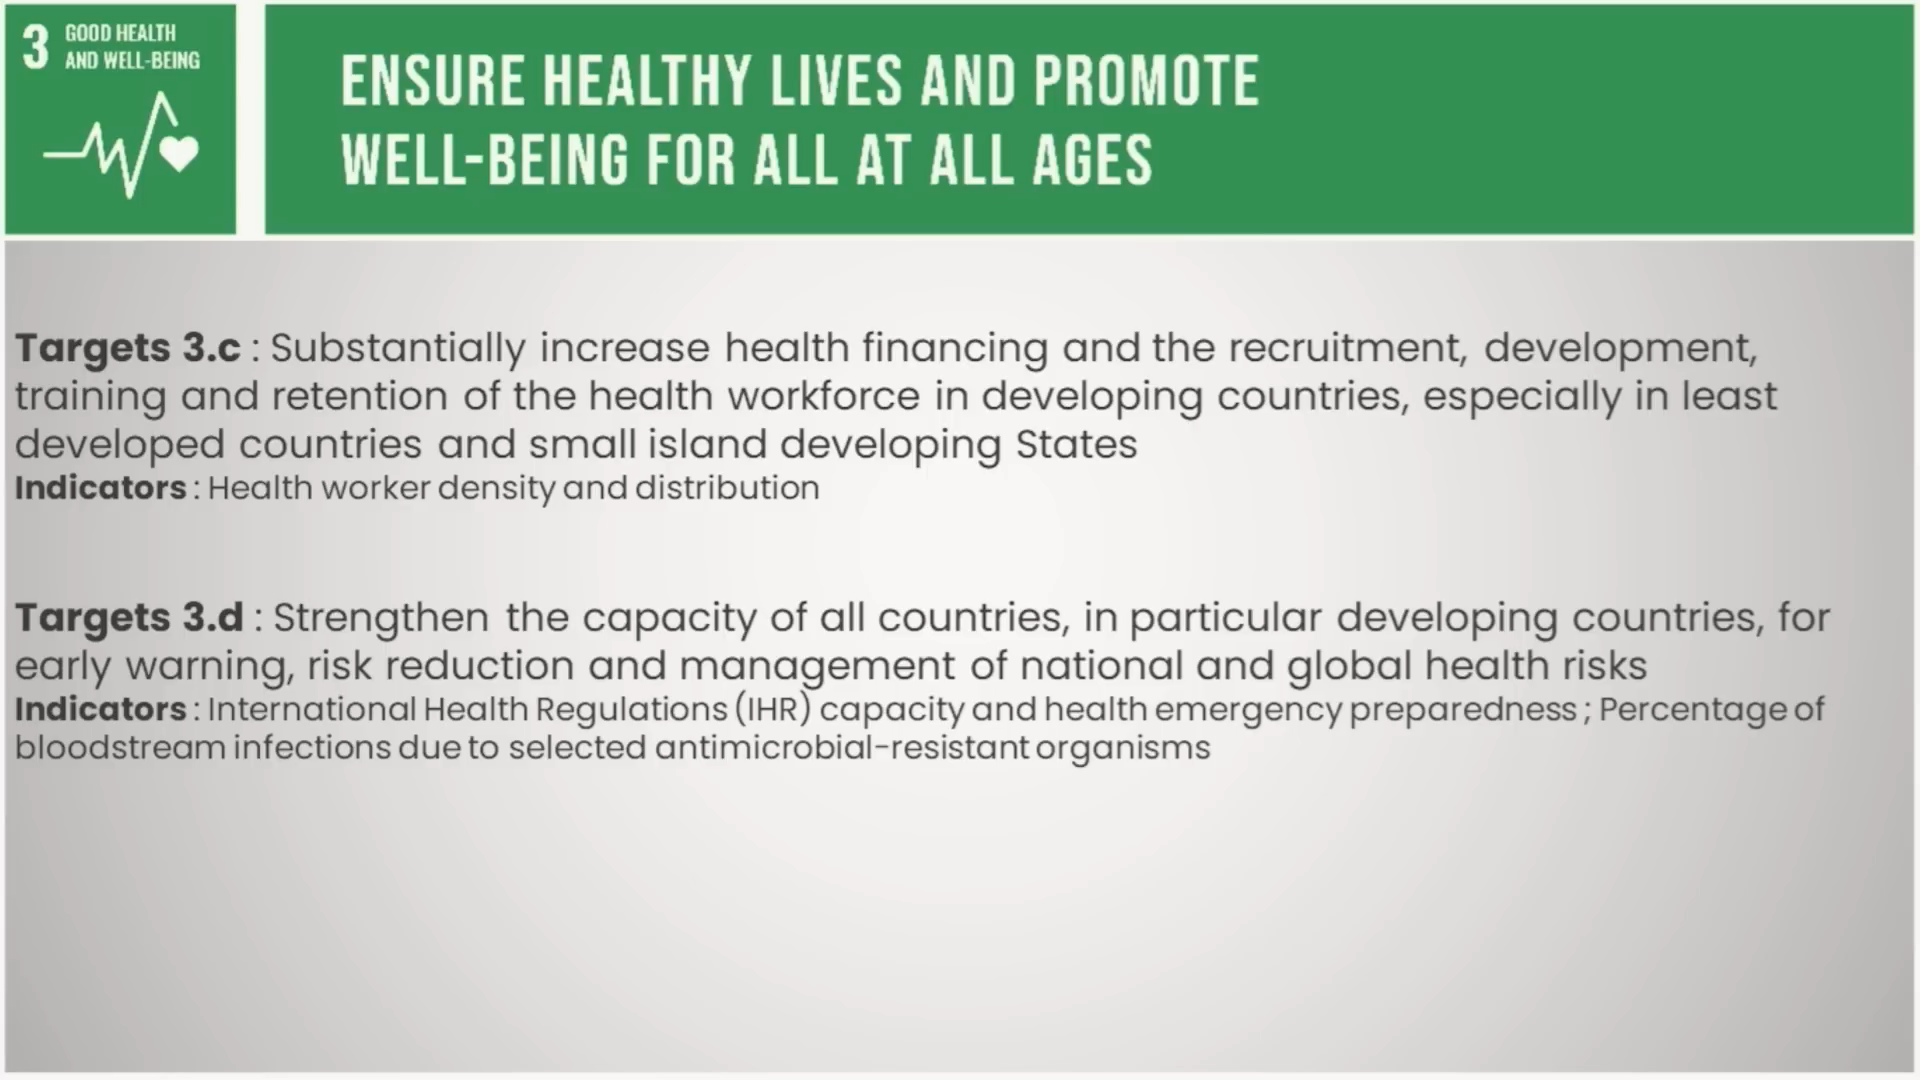 3 GOOD HEALTH
AND WELL-BEING
ENSURE HEALTHY LIVES AND PROMOTE
WELL-BEING FOR ALL AT ALL AGES
Targets 3.c : Substantially increase health financing and the recruitment, development,
training and retention of the health workforce in developing countries, especially in least
developed countries and small island developing States
Indicators : Health worker density and distribution
Targets 3.d : Strengthen the capacity of all countries, in particular developing countries, for
early warning, risk reduction and management of national and global health risks
Indicators : International Health Regulations (IHR) capacity and health emergency preparedness ; Percentage of
bloodstream infections due to selected antimicrobial-resistant organisms